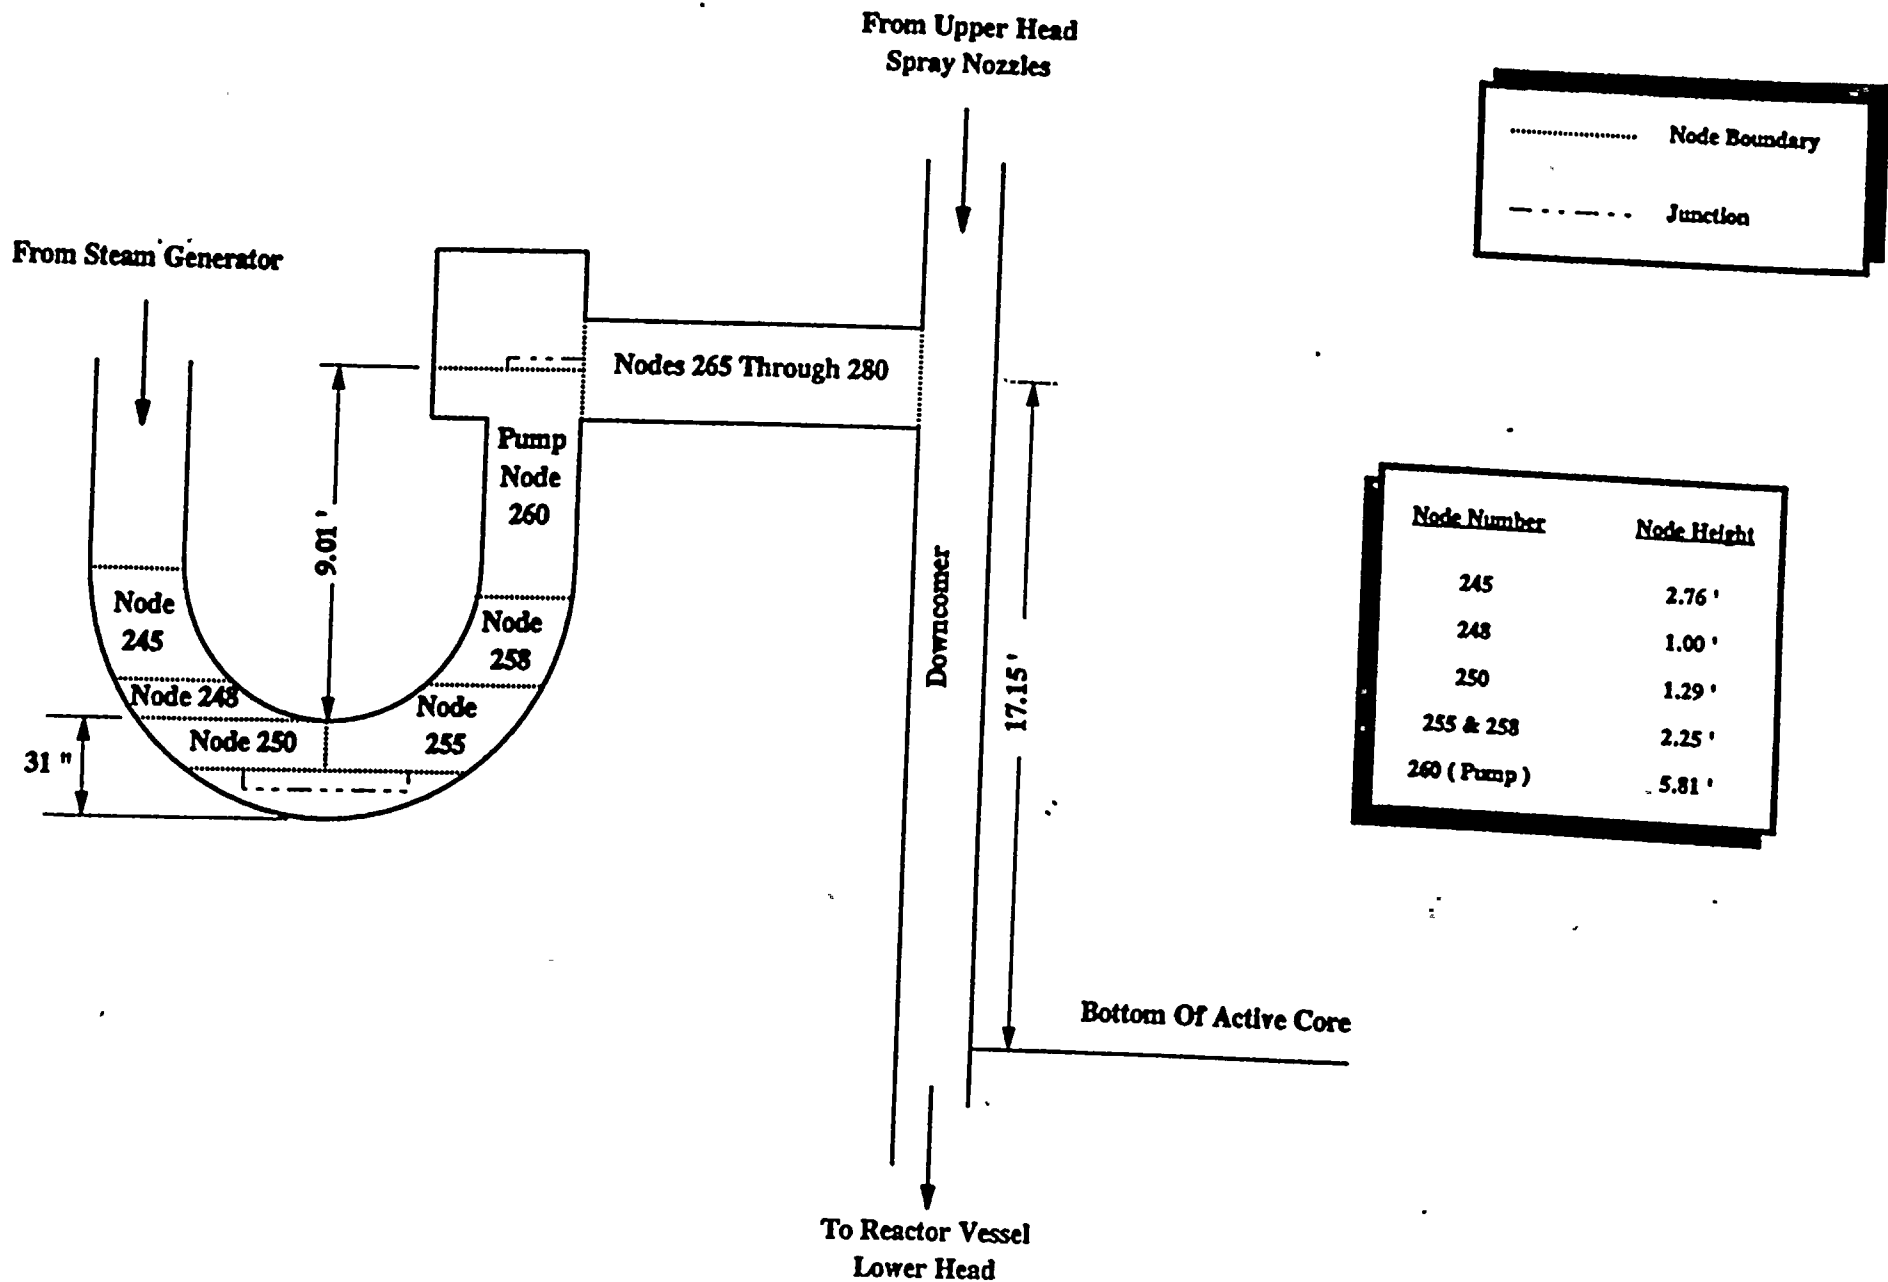 From Upper Head
Spray Nozzles
Node Boundary
Junction
From Steam Generator
Nodes 265 Through 280
Pump
Node
260
9.01 '
Node
245
Node
258
Node 248
Node
255
Node 250
31 "
Downcomer
17.15 '
Node Number Node Height
245 2.76 '
248 1.00 '
250 1.29 '
255 & 258 2.25 '
260 ( Pump ) 5.81 '
Bottom Of Active Core
To Reactor Vessel
Lower Head